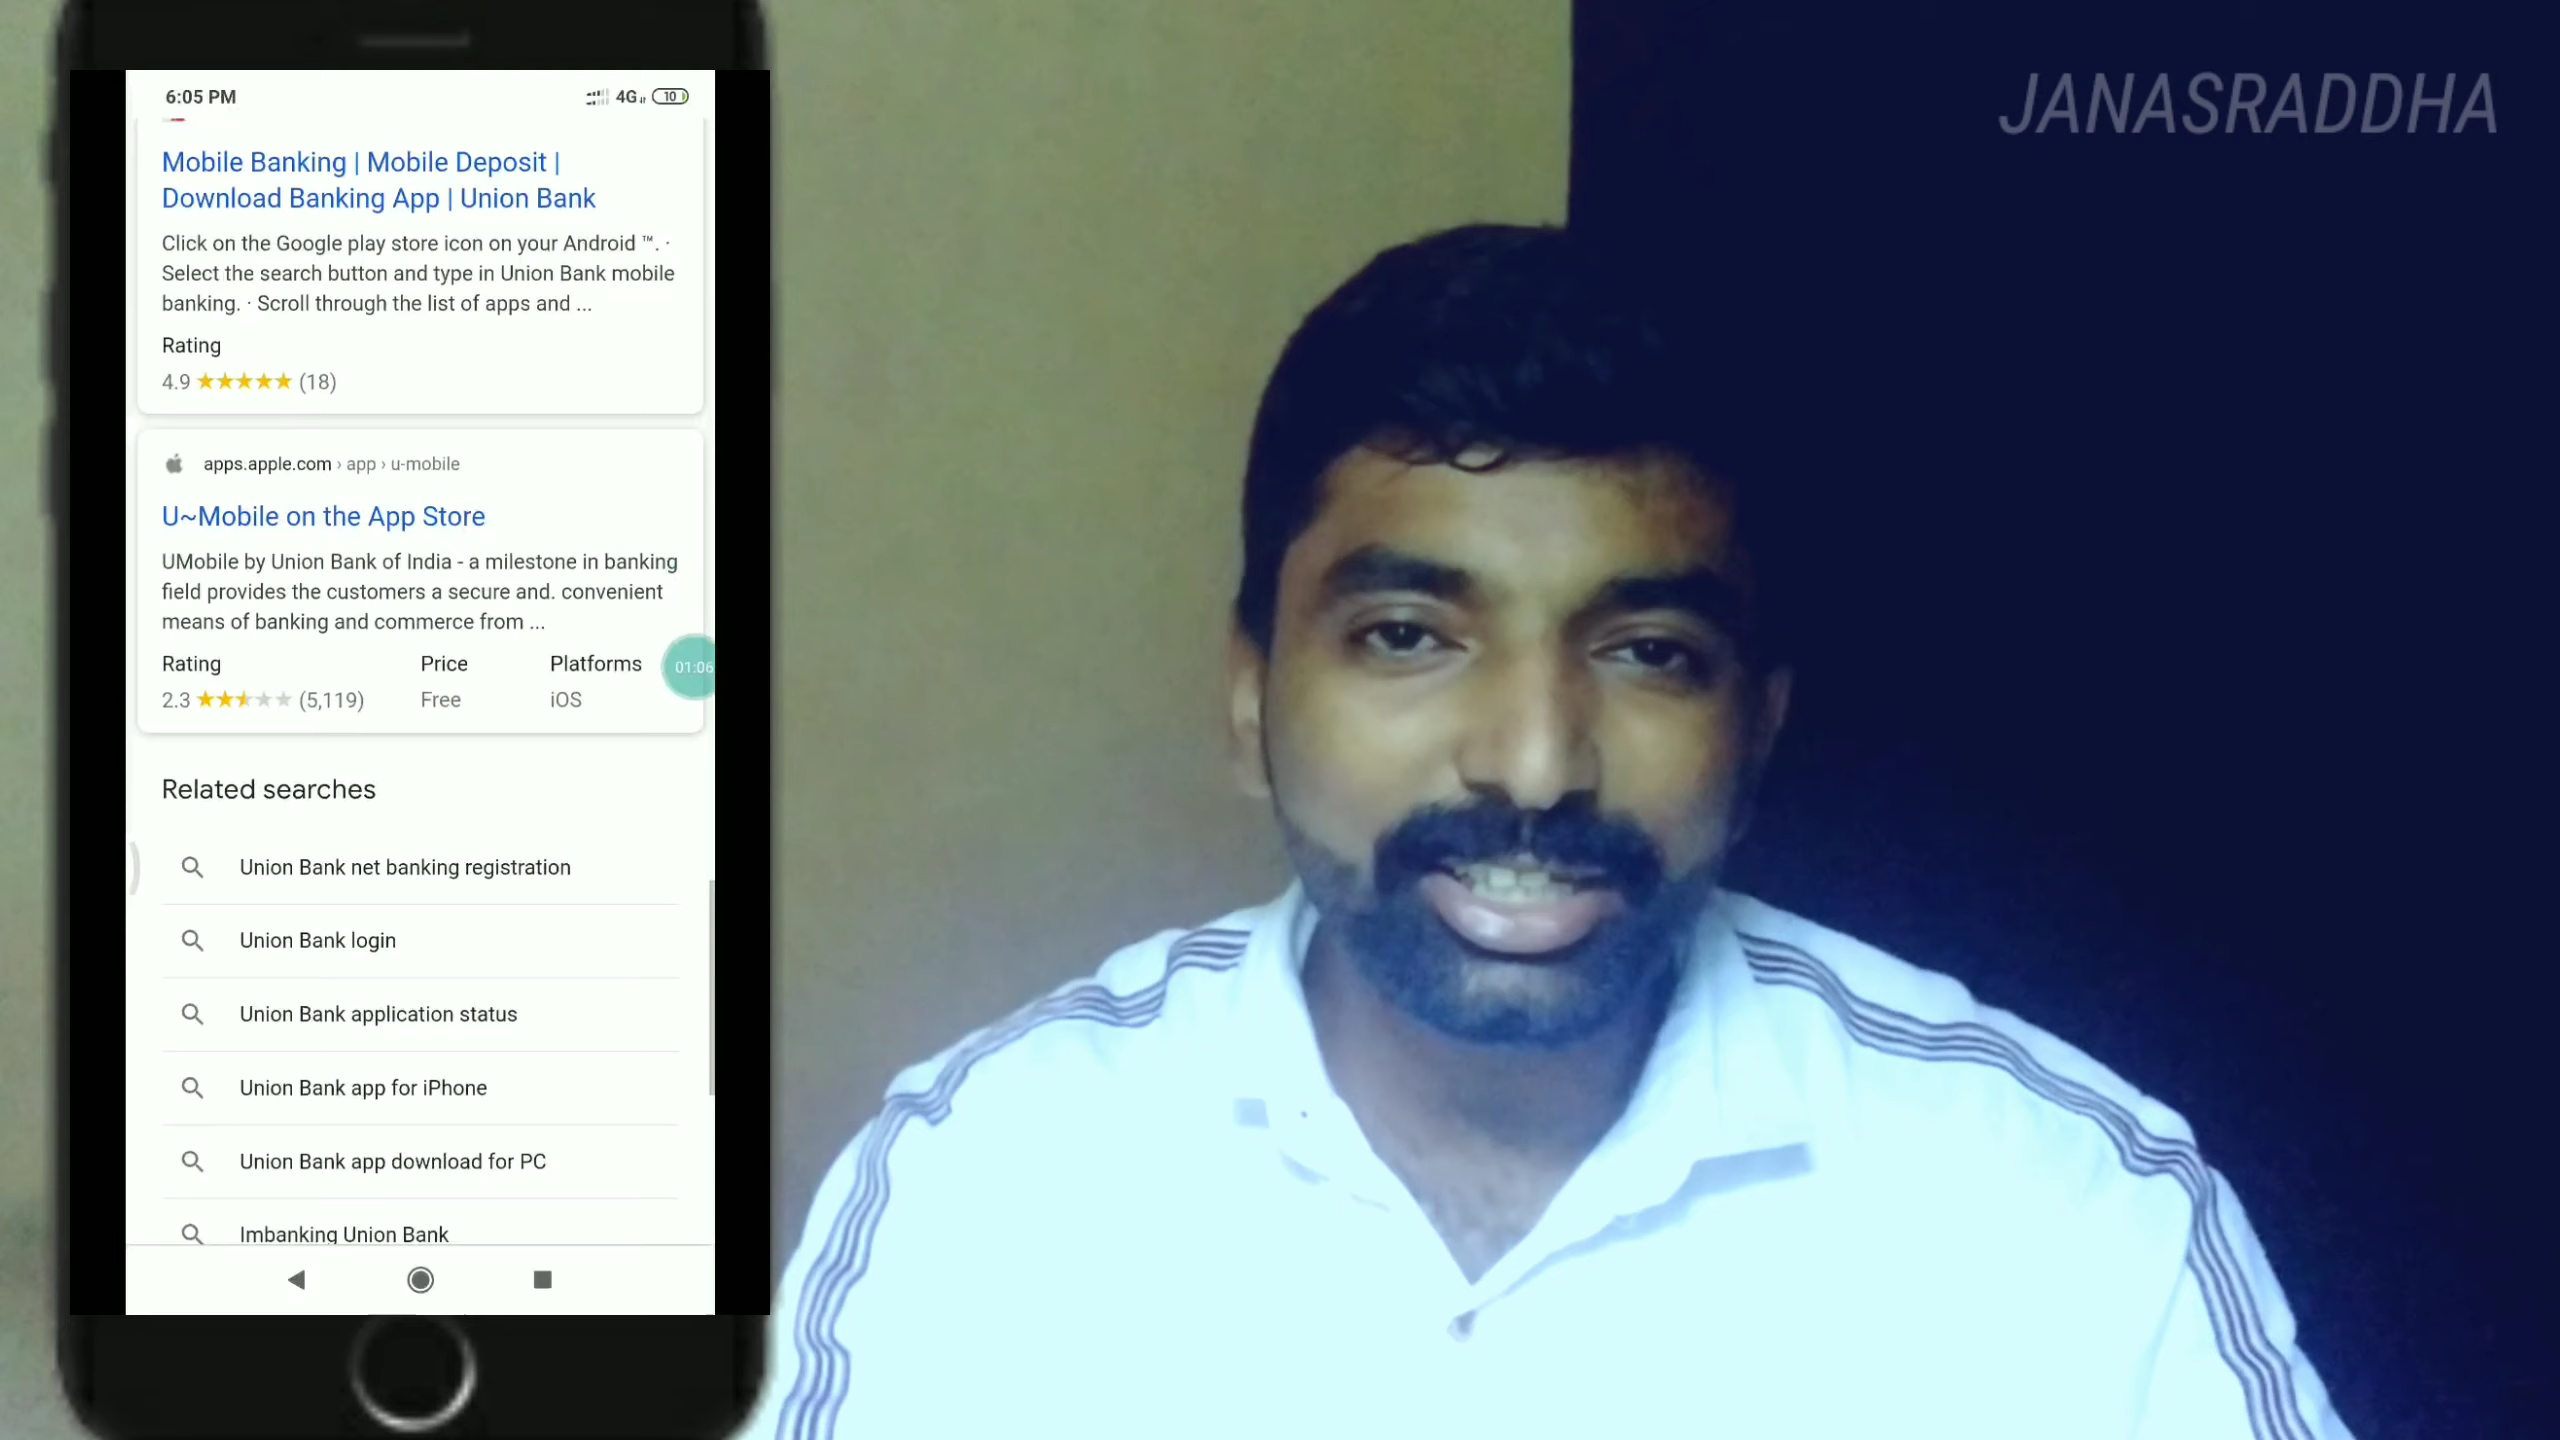 6:05 PM
4G
10
Mobile Banking | Mobile Deposit |
Download Banking App | Union Bank
Click on the Google play store icon on your Android ™. ·
Select the search button and type in Union Bank mobile
banking. · Scroll through the list of apps and ...
Rating
4.9 (18)
apps.apple.com › app › u-mobile
U~Mobile on the App Store
UMobile by Union Bank of India - a milestone in banking
field provides the customers a secure and. convenient
means of banking and commerce from ...
Rating Price Platforms
01:06
2.3 (5,119) Free iOS
Related searches
Union Bank net banking registration
Union Bank login
Union Bank application status
Union Bank app for iPhone
Union Bank app download for PC
Imbanking Union Bank
JANASRADDHA